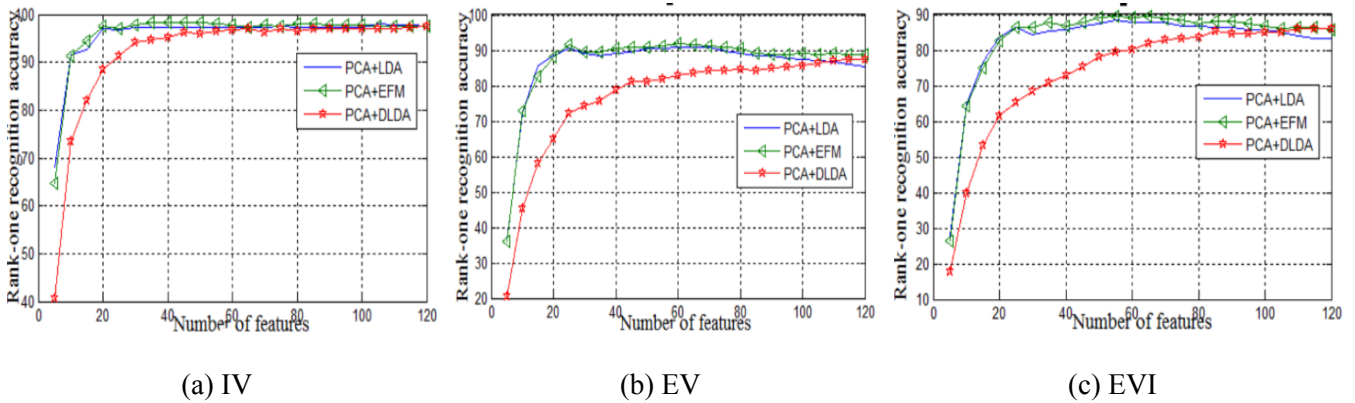 100
90
80
70
60
50
40
0
20
40
60
80
100
120
Rank-one recognition accuracy
Number of features
PCA+LDA
PCA+EFM
PCA+DLDA
(a) IV
100
90
80
70
60
50
40
30
20
0
20
40
60
80
100
120
Rank-one recognition accuracy
Number of features
PCA+LDA
PCA+EFM
PCA+DLDA
(b) EV
90
80
70
60
50
40
30
20
10
0
20
40
60
80
100
120
Rank-one recognition accuracy
Number of features
PCA+LDA
PCA+EFM
PCA+DLDA
(c) EVI